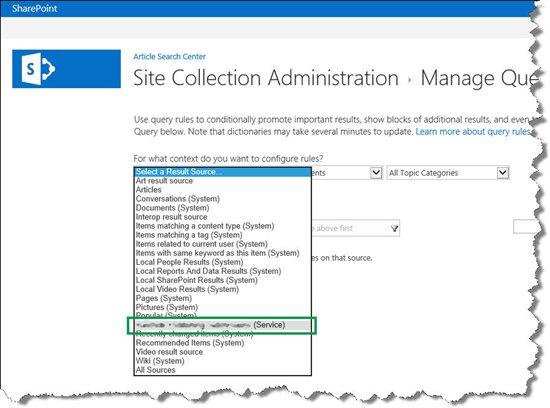 SharePoint
Article Search Center
Site Collection Administration › Manage Que
Use query rules to conditionally promote important results, show blocks of additional results, and even t
Query below. Note that dictionaries may take several minutes to update. Learn more about query rules.
For what context do you want to configure rules?
Select a Result Source...
ents
All Topic Categories
Art result source
Articles
Conversations (System)
Documents (System)
Interop result source
Items matching a content type (System)
above first
Items matching a tag (System)
Items related to current user (System)
Items with same keyword as this item (System)
Local People Results (System)
es on that source.
Local Reports And Data Results (System)
Local SharePoint Results (System)
Local Video Results (System)
Pages (System)
Pictures (System)
Popular (System)
(Service)
Recently changed items (System)
Recommended Items (System)
Video result source
Wiki (System)
All Sources